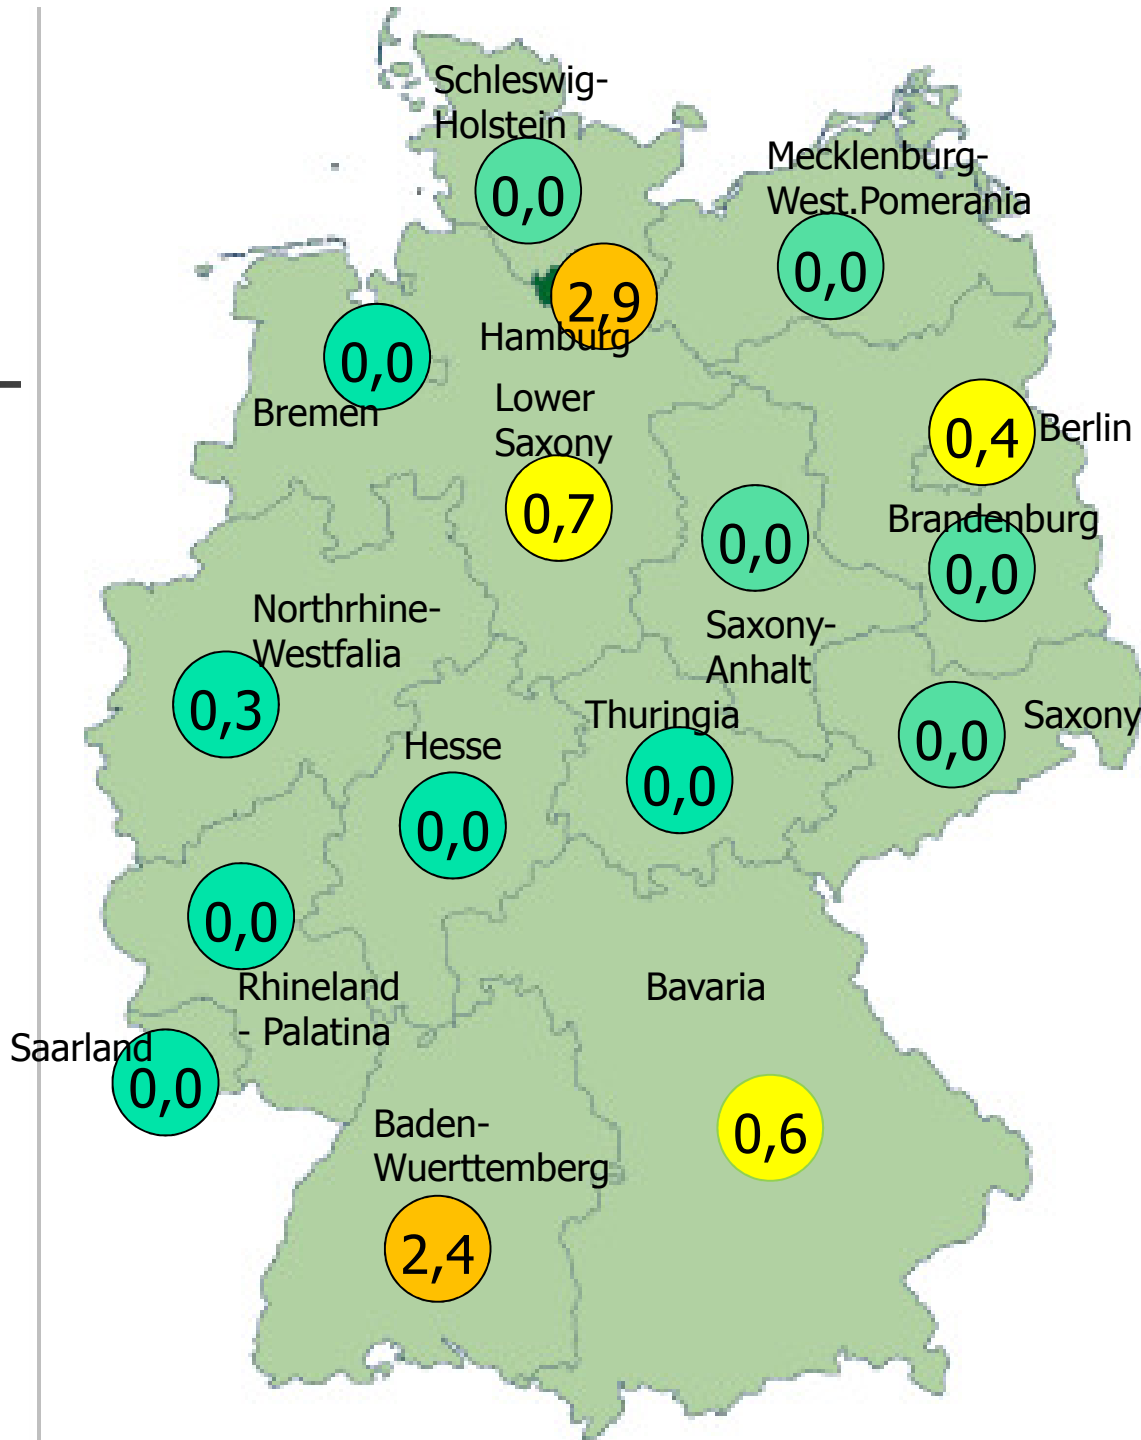 Schleswig-
Holstein
0,0
Mecklenburg-
West.Pomerania
0,0
2,9
Hamburg
0,0
Bremen
Lower
Saxony
0,7
0,4
Berlin
Brandenburg
0,0
0,0
Saxony-
Anhalt
Northrhine-
Westfalia
0,3
Thuringia
0,0
Saxony
0,0
Hesse
0,0
0,0
Rhineland
- Palatina
Saarland
0,0
Bavaria
0,6
Baden-
Wuerttemberg
2,4